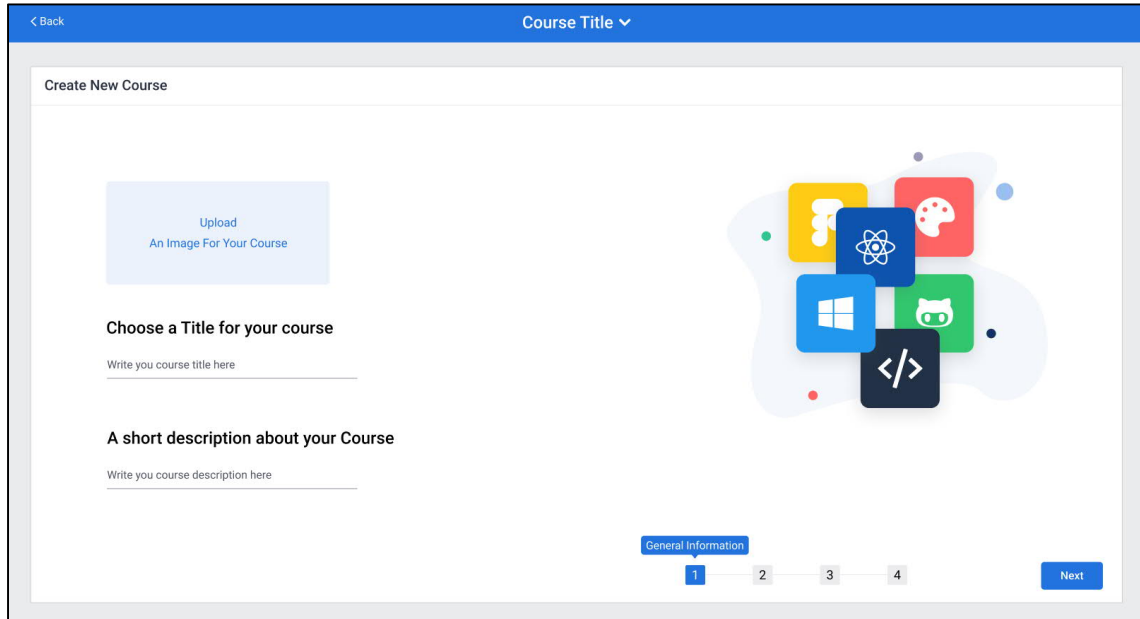 Back
Course Title
Create New Course
Upload
An Image For Your Course
Choose a Title for your course
Write you course title here
A short description about your Course
Write you course description here
</>
General Information
1 2 3 4
Next